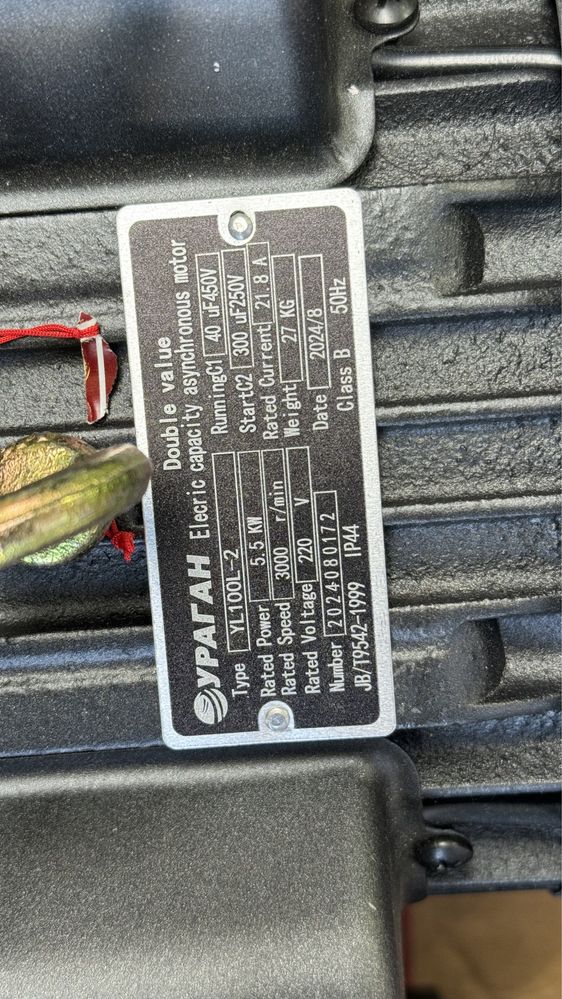 Double value
УРАГАН Elecric capacity asynchronous motor
Type YL100L-2 RunningC1 40 uF450V
Rated Power 5.5 KW StartC2 300 uF250V
Rated Speed 3000 r/min Rated Current 21.8 A
Rated Voltage 220 V Weight 27 KG
Number 2024080172 Date 2024/8
JB/T9542-1999 IP44 Class B 50Hz